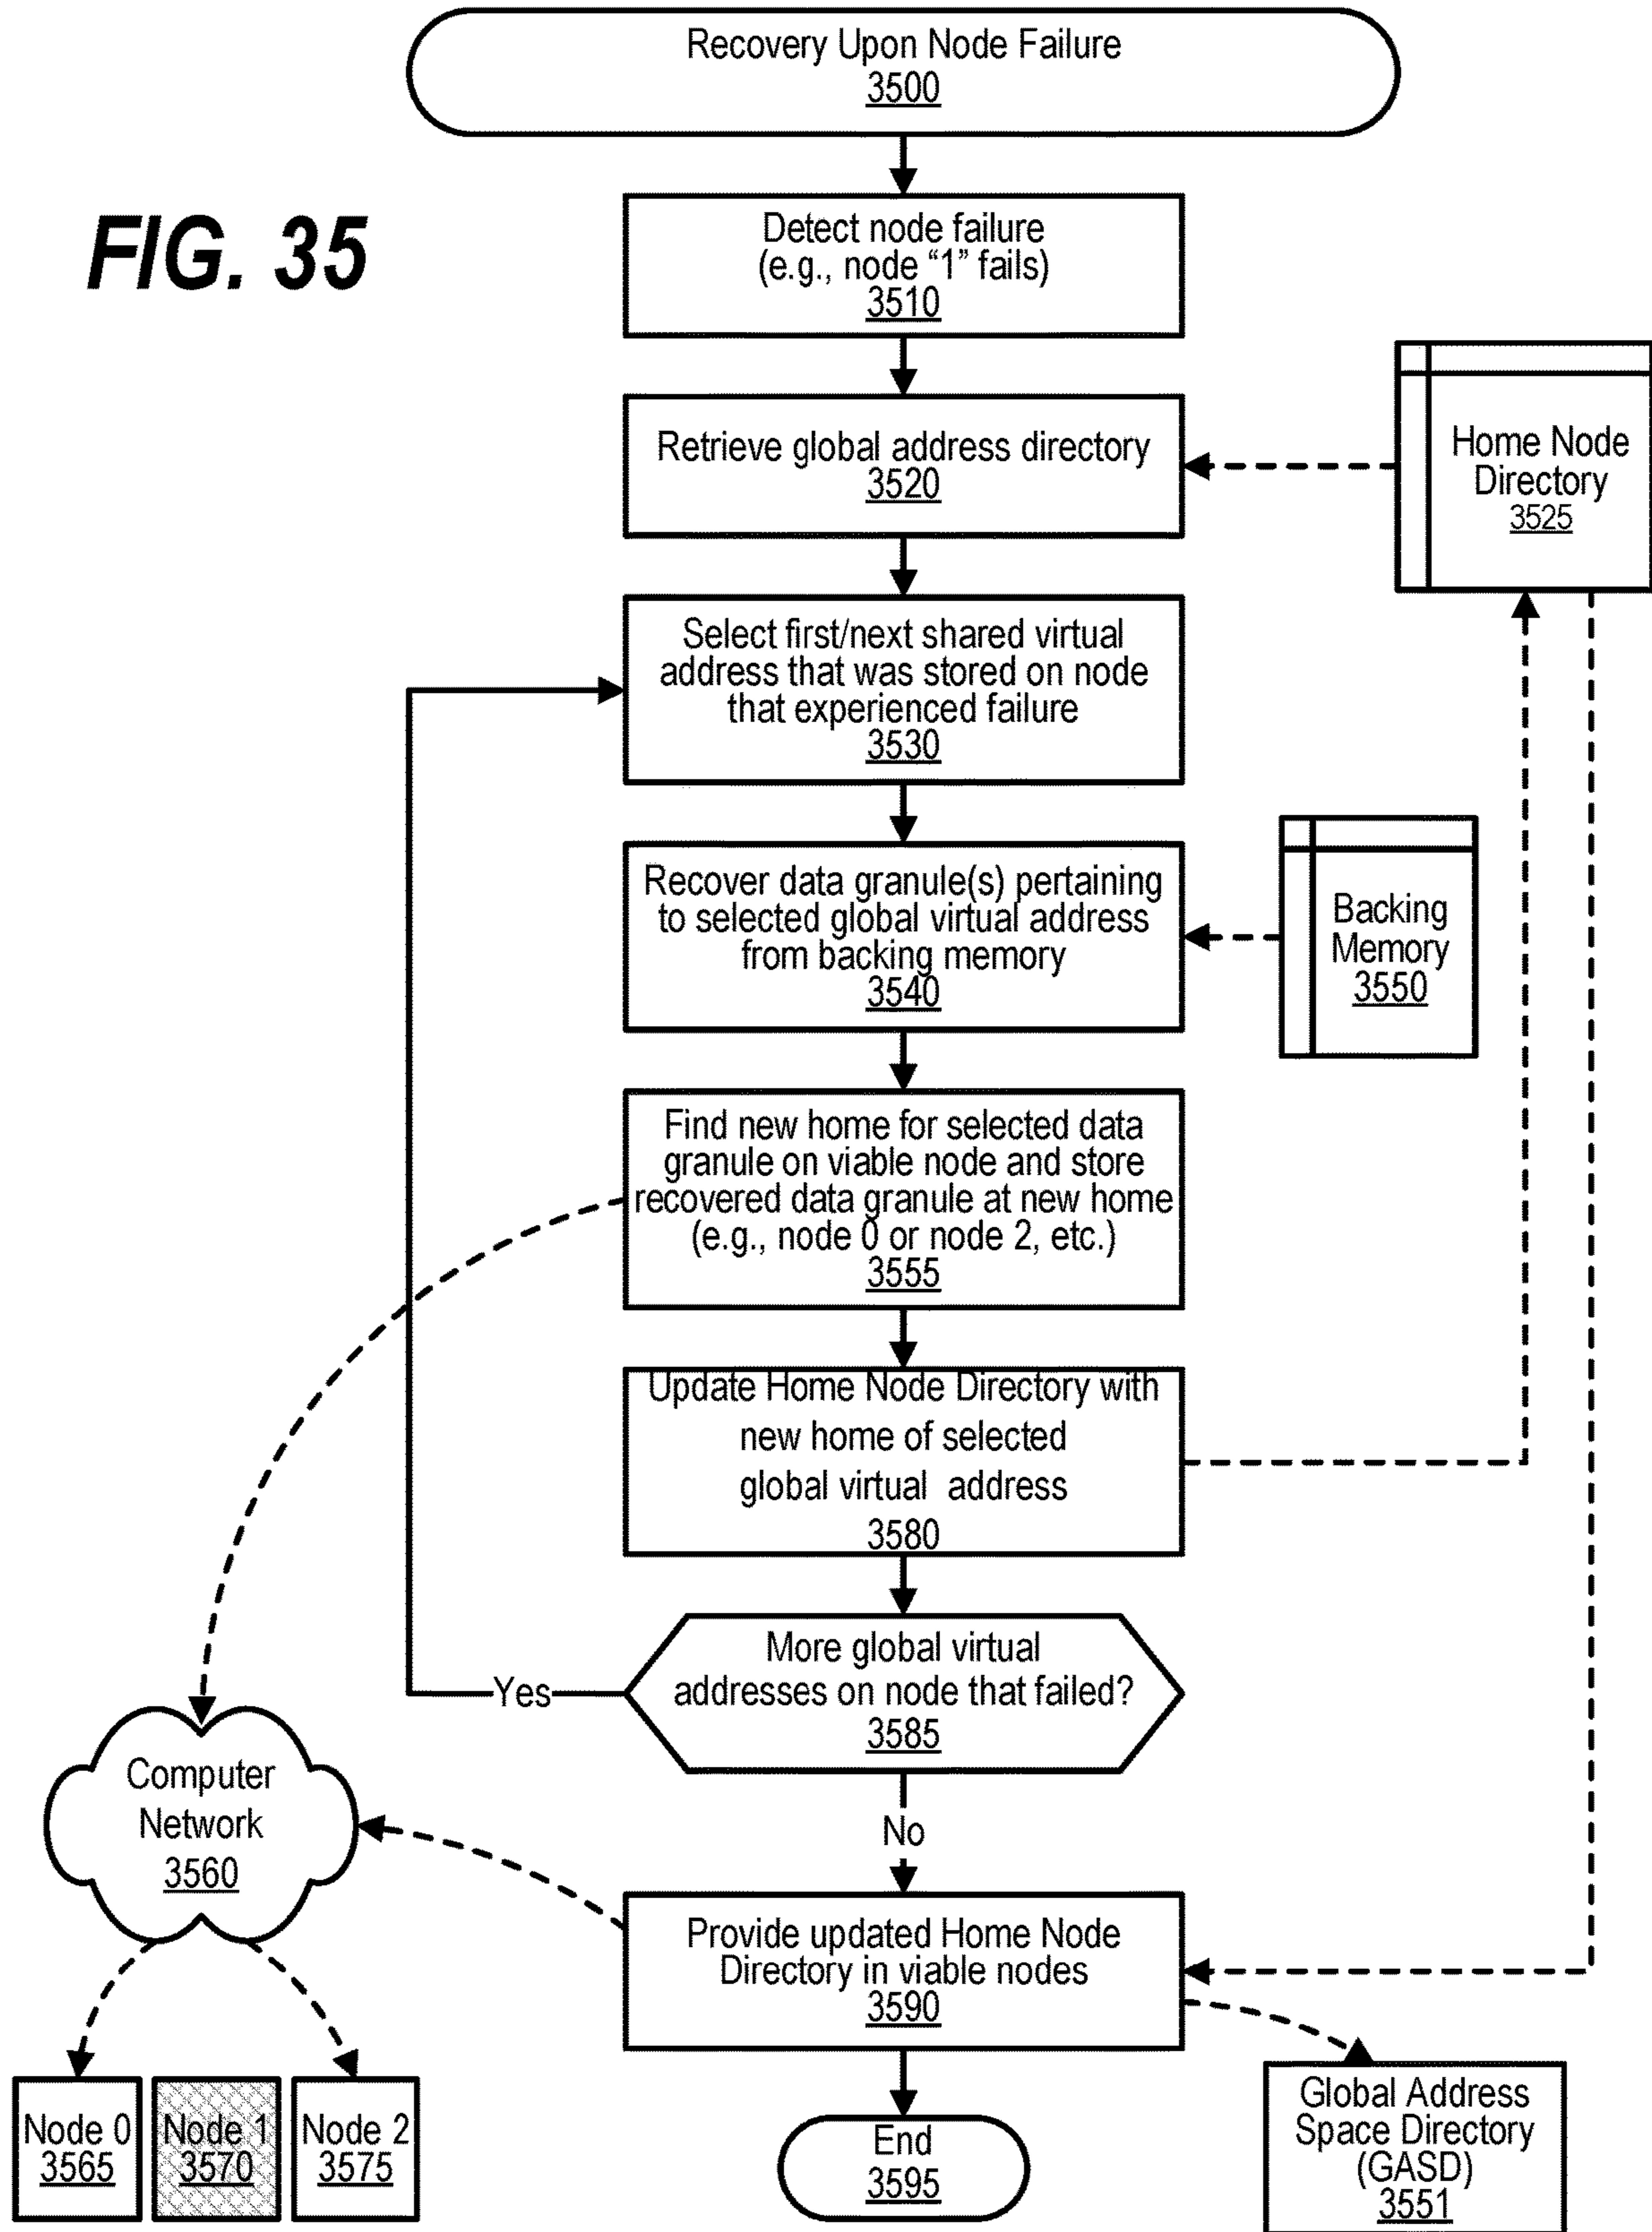 Recovery Upon Node Failure
3500
FIG. 35
Detect node failure
(e.g., node “1” fails)
3510
Retrieve global address directory
3520
Home Node
Directory
3525
Select first/next shared virtual
address that was stored on node
that experienced failure
3530
Recover data granule(s) pertaining
to selected global virtual address
from backing memory
3540
Backing
Memory
3550
Find new home for selected data
granule on viable node and store
recovered data granule at new home
(e.g., node 0 or node 2, etc.)
3555
Update Home Node Directory with
new home of selected
global virtual address
3580
More global virtual
addresses on node that failed?
3585
Yes
No
Computer
Network
3560
Provide updated Home Node
Directory in viable nodes
3590
Node 0
3565
Node 1
3570
Node 2
3575
End
3595
Global Address
Space Directory
(GASD)
3551